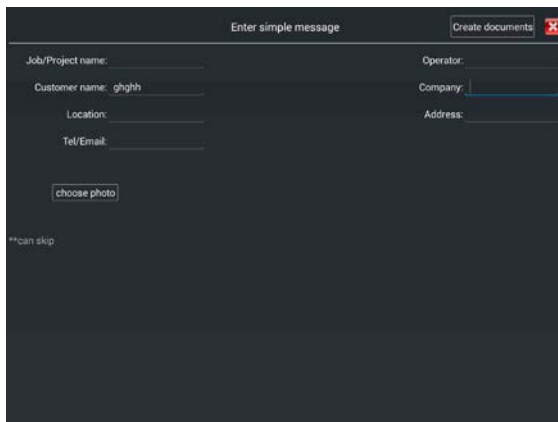 Enter simple message
Create documents
Job/Project name:
Operator:
Customer name: ghghh
Company:
Location:
Address:
Tel/Email:
choose photo
**can skip